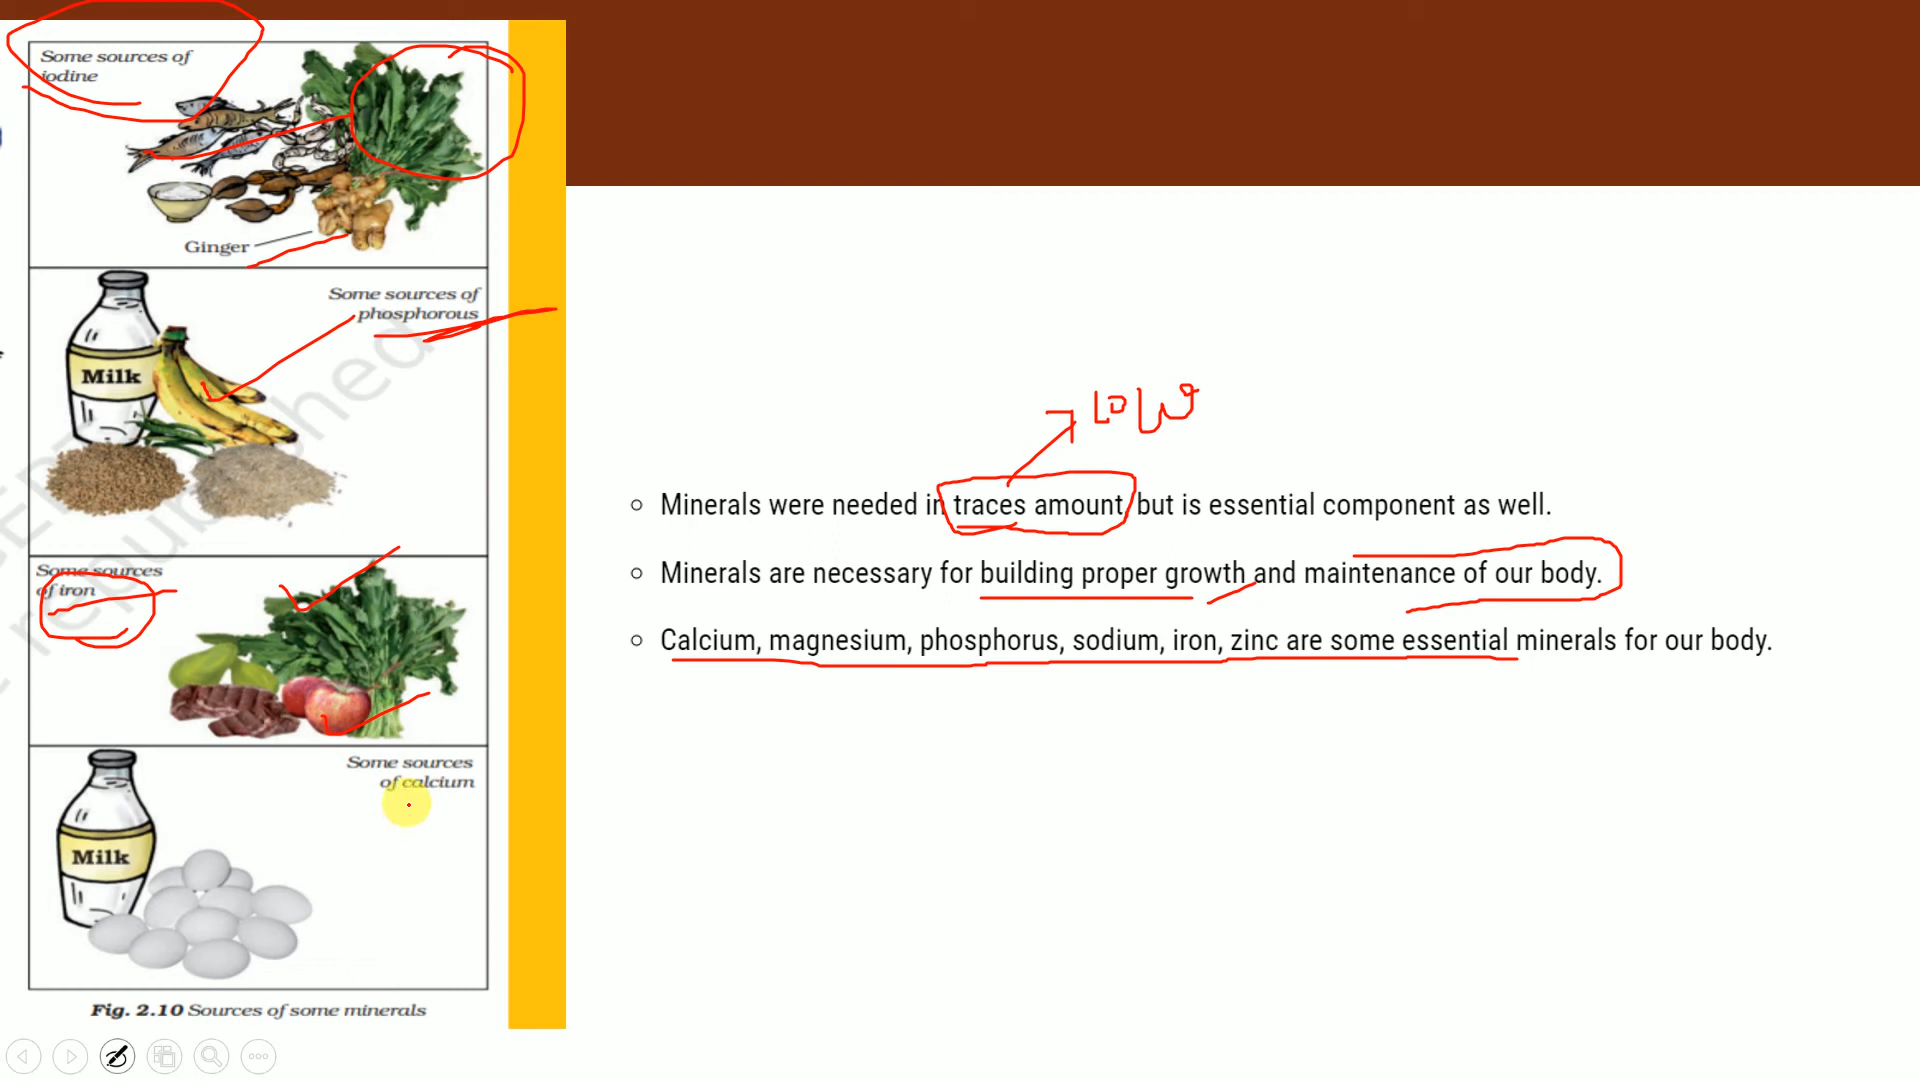 Some sources of
iodine
Ginger
Some sources of
phosphorous
Milk
republished
Some sources
of iron
Some sources
of calcium
Milk
Fig. 2.10 Sources of some minerals
low
Minerals were needed in traces amount but is essential component as well.
Minerals are necessary for building proper growth and maintenance of our body.
Calcium, magnesium, phosphorus, sodium, iron, zinc are some essential minerals for our body.